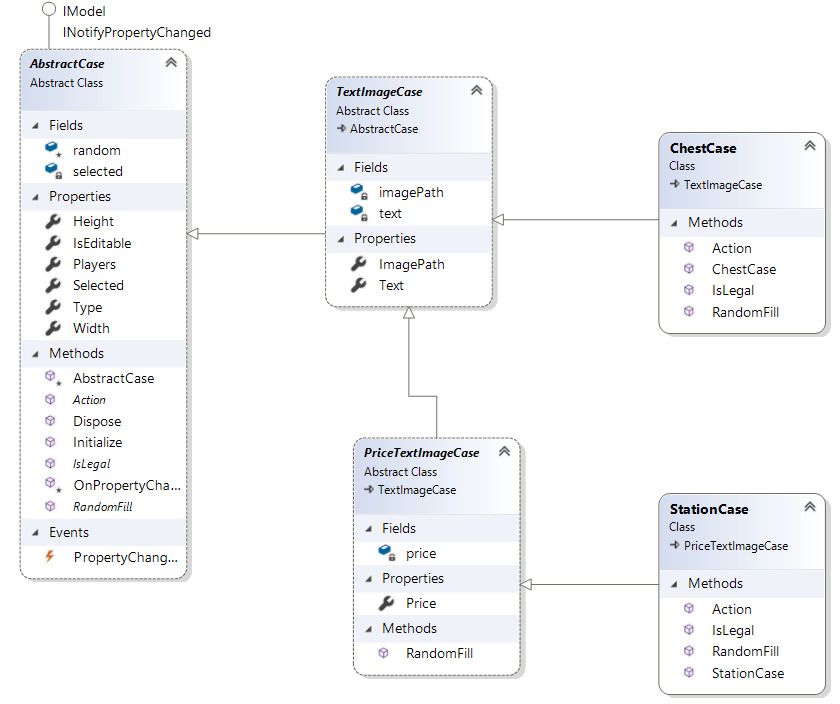 IModel
INotifyPropertyChanged
AbstractCase
Abstract Class
Fields
random
selected
Properties
Height
IsEditable
Players
Selected
Type
Width
Methods
AbstractCase
Action
Dispose
Initialize
IsLegal
OnPropertyCha...
RandomFill
Events
PropertyChang...
TextImageCase
Abstract Class
AbstractCase
Fields
imagePath
text
Properties
ImagePath
Text
ChestCase
Class
TextImageCase
Methods
Action
ChestCase
IsLegal
RandomFill
PriceTextImageCase
Abstract Class
TextImageCase
Fields
price
Properties
Price
Methods
RandomFill
StationCase
Class
PriceTextImageCase
Methods
Action
IsLegal
RandomFill
StationCase